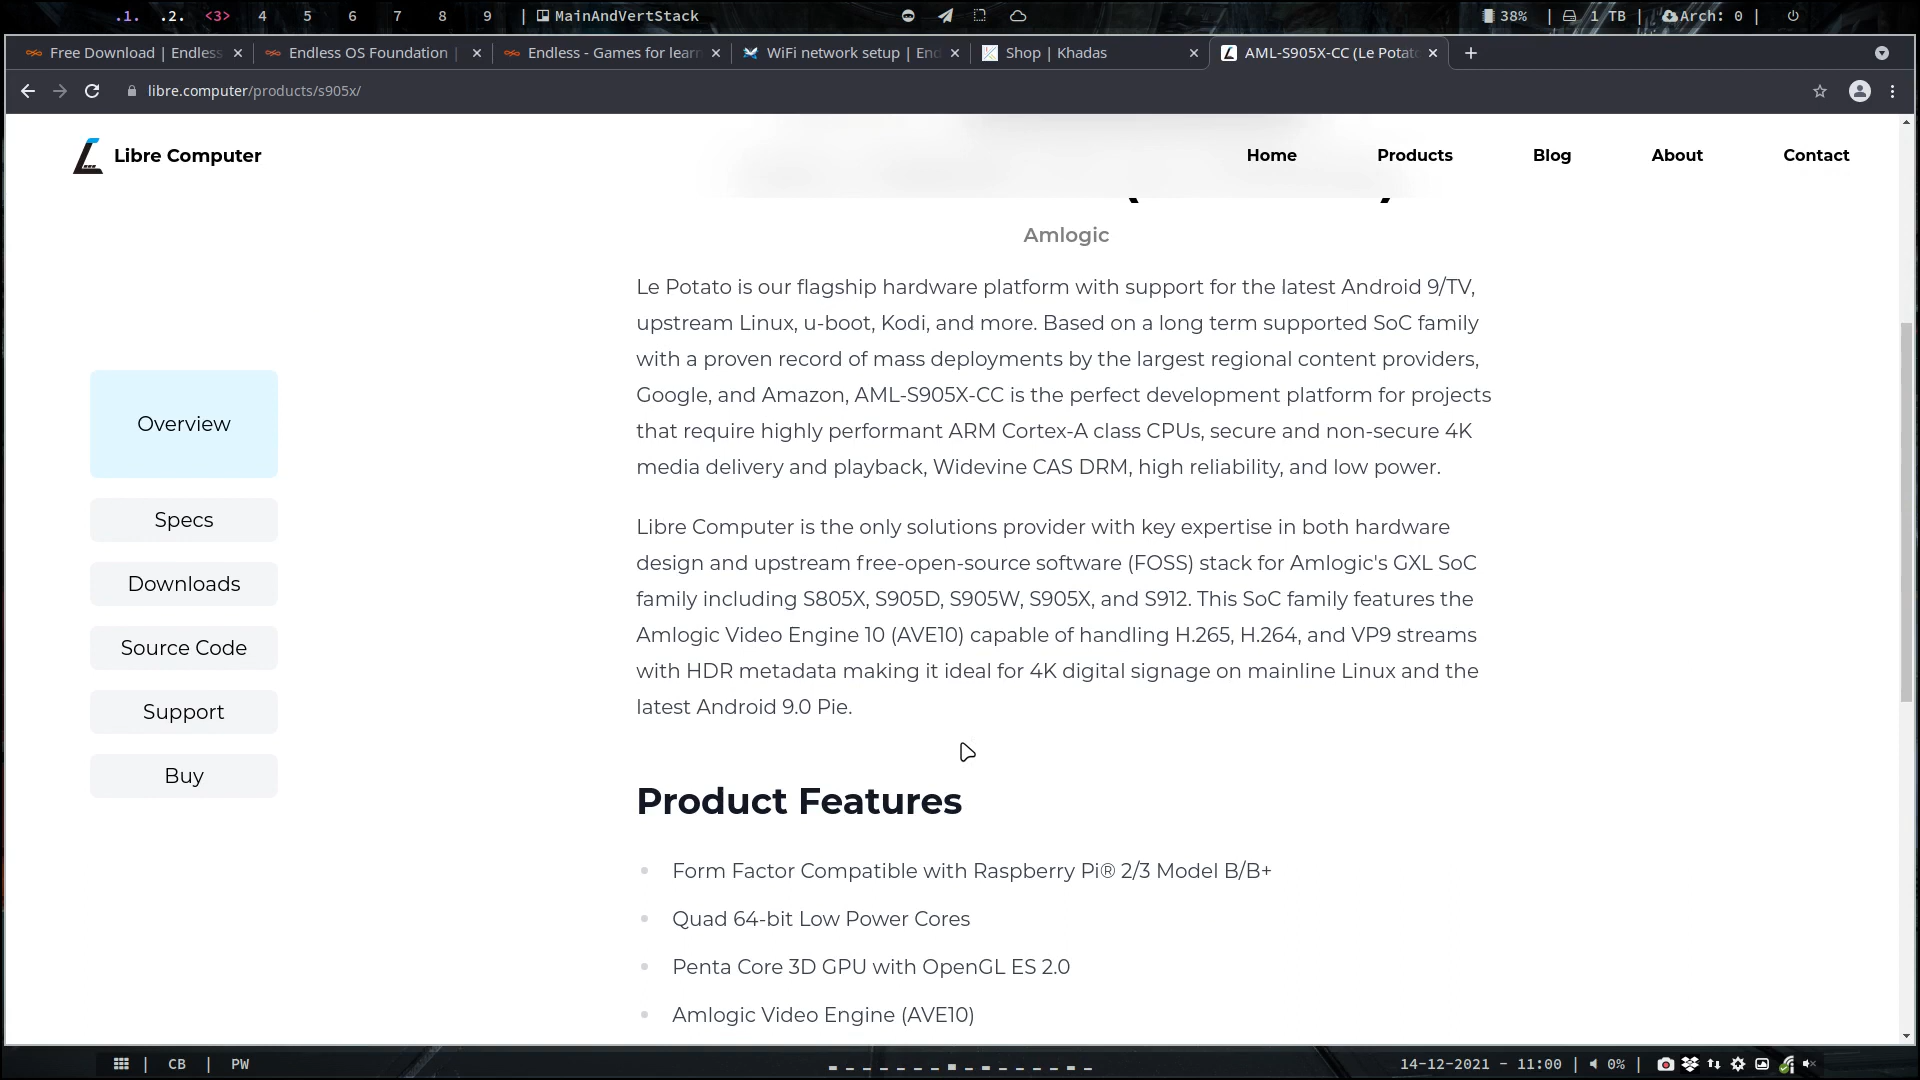 .1. .2. <3> 4 5 6 7 8 9 | MainAndVertStack 38% | 1 TB | Arch: 0 |
Free Download | Endless Endless OS Foundation | Endless - Games for learn WiFi network setup | End Shop | Khadas AML-S905X-CC (Le Potato
libre.computer/products/s905x/
Libre Computer Home Products Blog About Contact
Amlogic
Le Potato is our flagship hardware platform with support for the latest Android 9/TV,
upstream Linux, u-boot, Kodi, and more. Based on a long term supported SoC family
with a proven record of mass deployments by the largest regional content providers,
Google, and Amazon, AML-S905X-CC is the perfect development platform for projects
that require highly performant ARM Cortex-A class CPUs, secure and non-secure 4K
media delivery and playback, Widevine CAS DRM, high reliability, and low power.
Libre Computer is the only solutions provider with key expertise in both hardware
design and upstream free-open-source software (FOSS) stack for Amlogic's GXL SoC
family including S805X, S905D, S905W, S905X, and S912. This SoC family features the
Amlogic Video Engine 10 (AVE10) capable of handling H.265, H.264, and VP9 streams
with HDR metadata making it ideal for 4K digital signage on mainline Linux and the
latest Android 9.0 Pie.
Overview
Specs
Downloads
Source Code
Support
Buy
Product Features
Form Factor Compatible with Raspberry Pi® 2/3 Model B/B+
Quad 64-bit Low Power Cores
Penta Core 3D GPU with OpenGL ES 2.0
Amlogic Video Engine (AVE10)
| CB | PW 14-12-2021 - 11:00 | 0% |